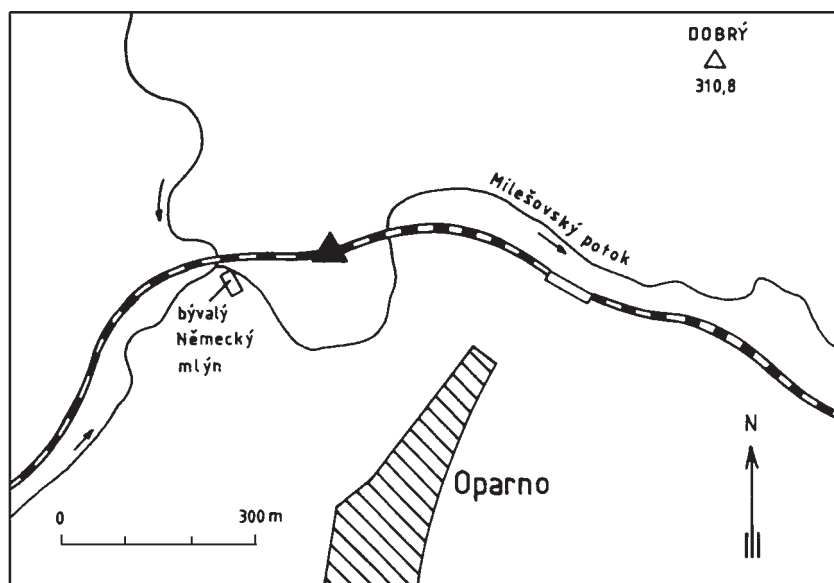 DOBRÝ
310,8
Milešovský potok
bývalý
Německý
mlýn
N
Oparno
0 300 m